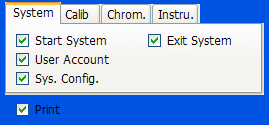 System Calib Chrom. Instru.
Start System Exit System
User Account
Sys. Config.
Print